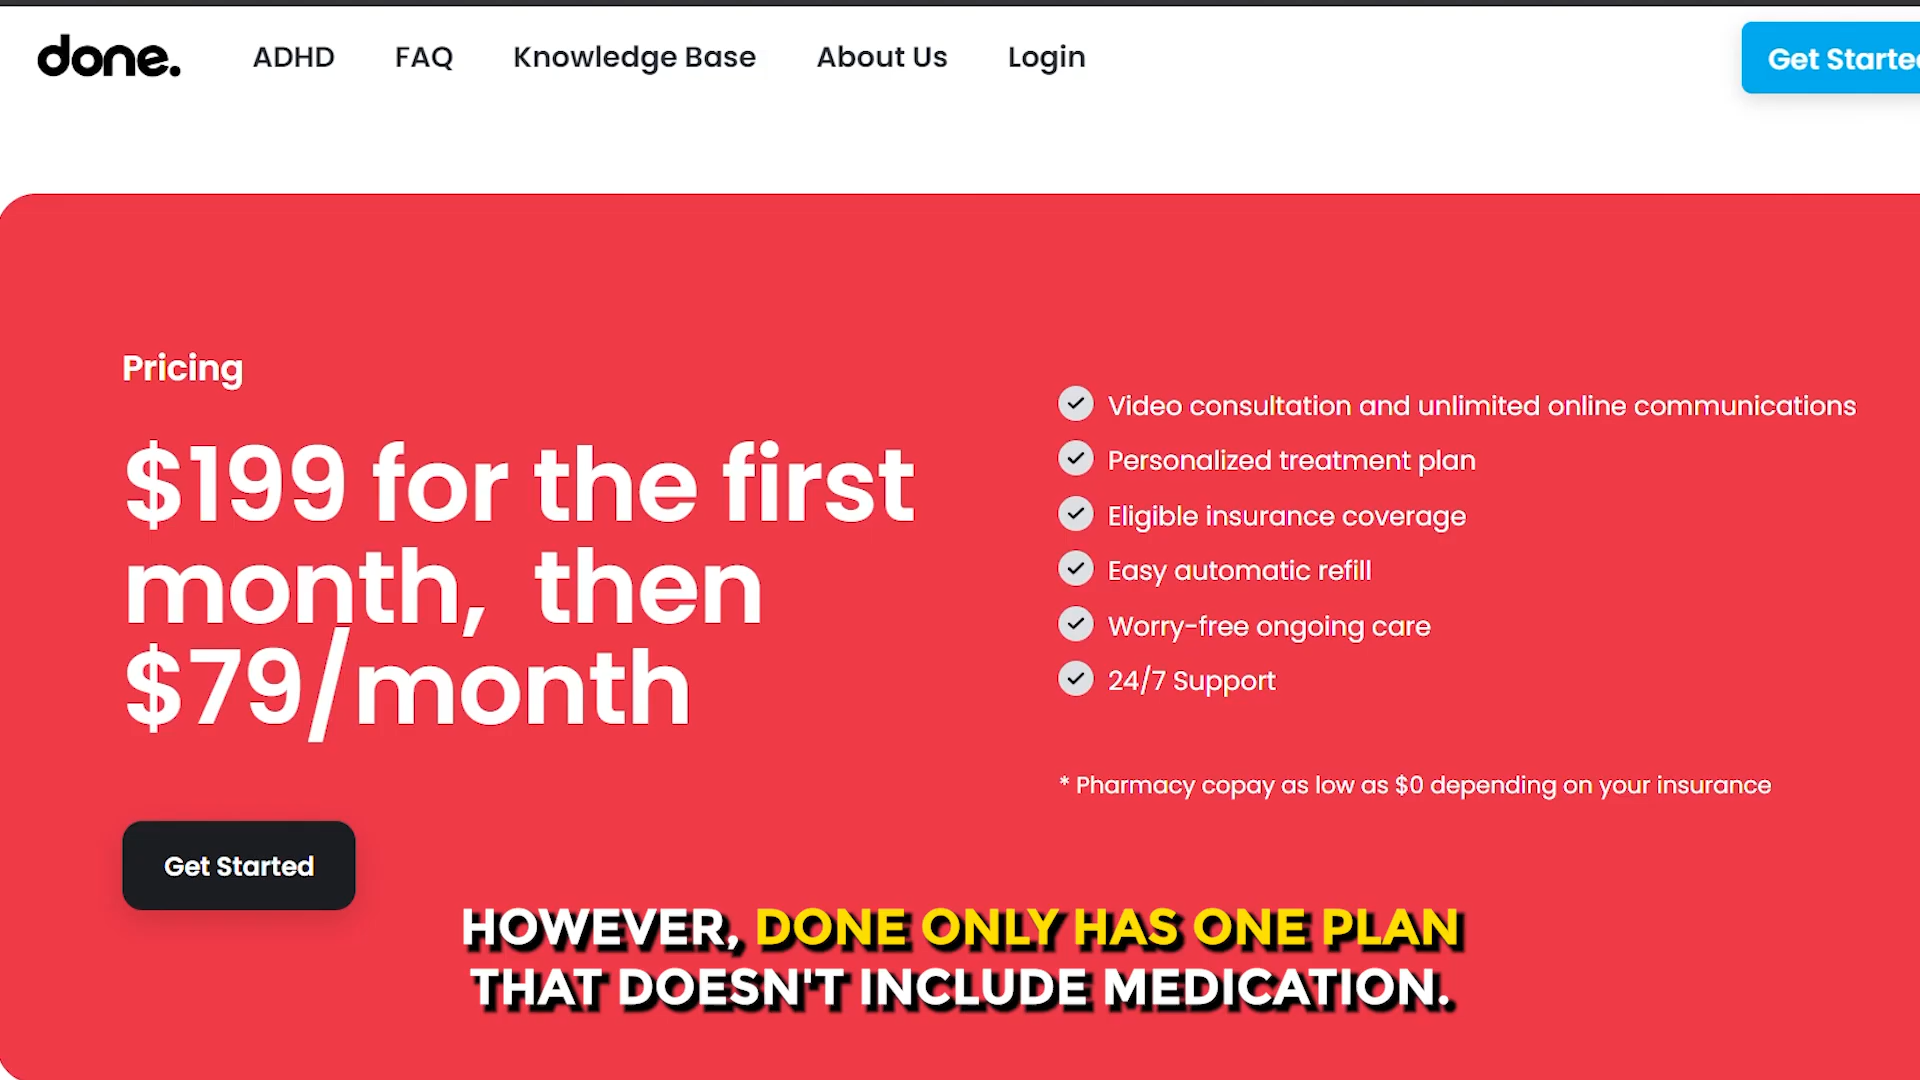 done.
ADHD
FAQ
Knowledge Base
About Us
Login
Get Started
Pricing
$199 for the first
month, then
$79/month
Get Started
Video consultation and unlimited online communications
Personalized treatment plan
Eligible insurance coverage
Easy automatic refill
Worry-free ongoing care
24/7 Support
* Pharmacy copay as low as $0 depending on your insurance
HOWEVER, DONE ONLY HAS ONE PLAN
THAT DOESN'T INCLUDE MEDICATION.